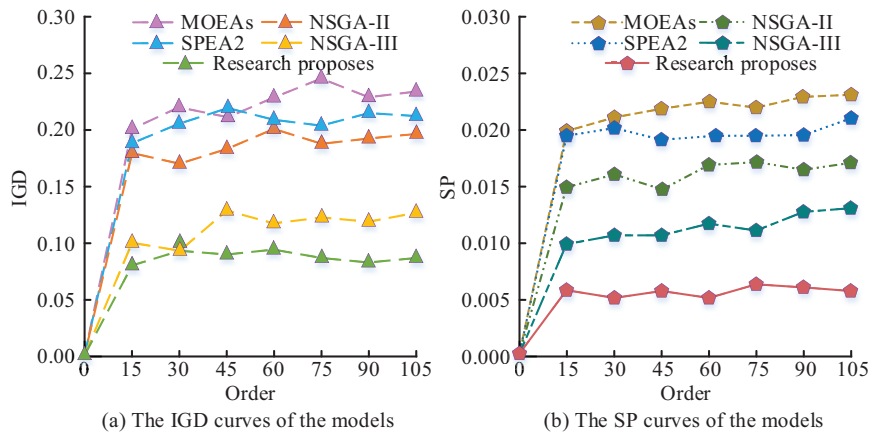 MOEAs NSGA-II
SPEA2 NSGA-III
Research proposes
0.30
0.25
0.20
0.15
0.10
0.05
0.00
IGD
0 15 30 45 60 75 90 105
Order
(a) The IGD curves of the models
MOEAs NSGA-II
SPEA2 NSGA-III
Research proposes
0.030
0.025
0.020
0.015
0.010
0.005
0.000
SP
0 15 30 45 60 75 90 105
Order
(b) The SP curves of the models